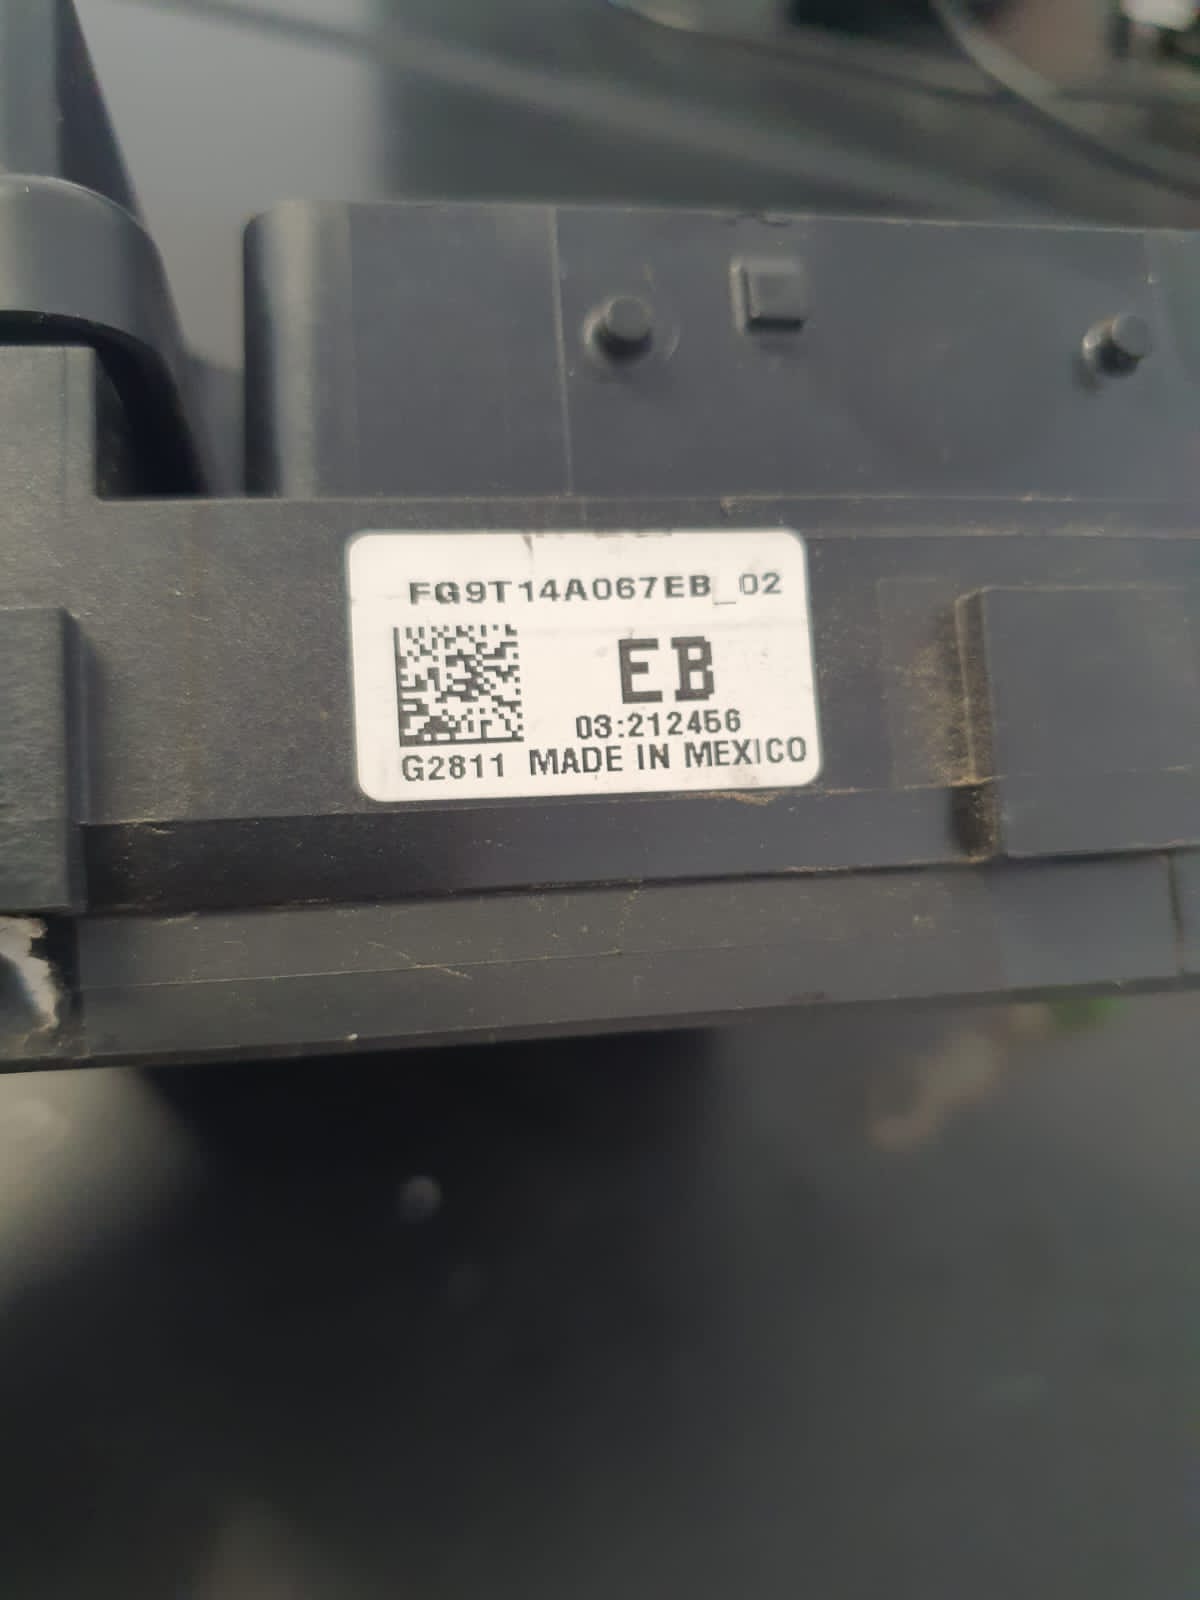 FG9T14A067EB_02
EB
03:212456
G2811 MADE IN MEXICO